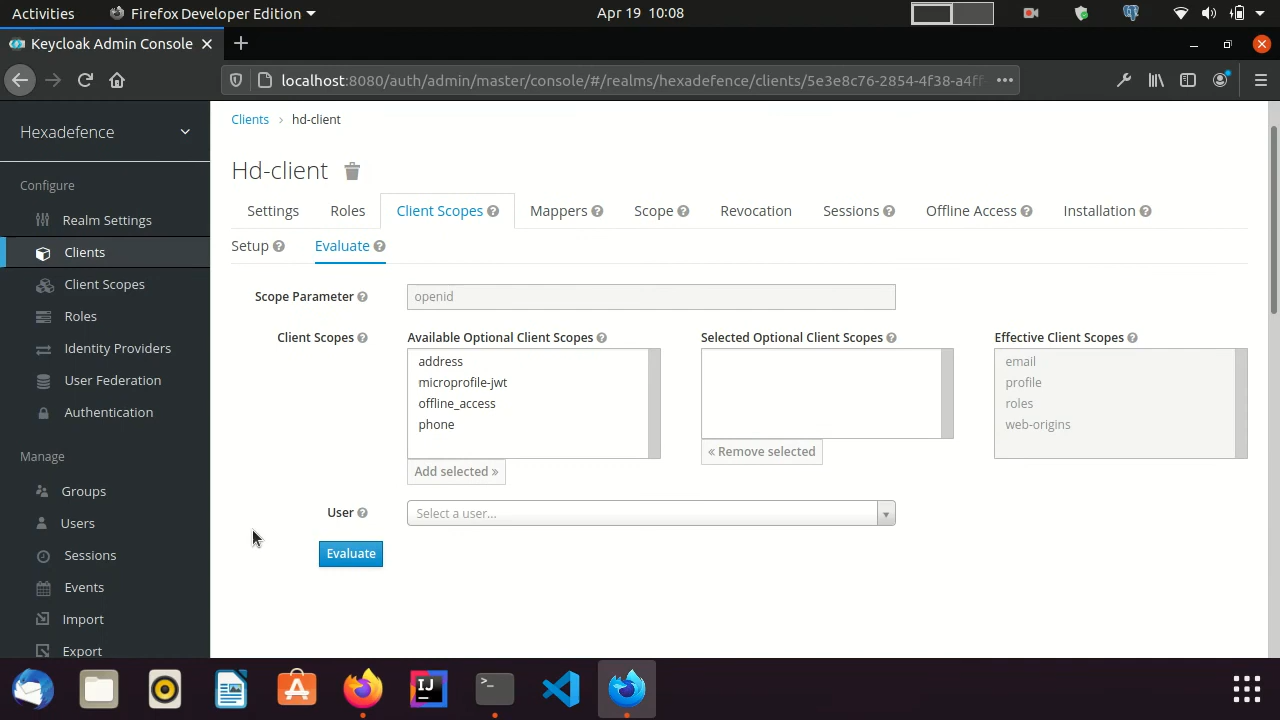 Activities
Firefox Developer Edition
Apr 19 10:08
Keycloak Admin Console
localhost:8080/auth/admin/master/console/#/realms/hexadefence/clients/5e3e8c76-2854-4f38-a4ff
Hexadefence
Clients > hd-client
Hd-client
Configure
Settings
Roles
Client Scopes
Mappers
Scope
Revocation
Sessions
Offline Access
Installation
Realm Settings
Clients
Client Scopes
Roles
Identity Providers
User Federation
Authentication
Manage
Groups
Users
Sessions
Events
Import
Export
Setup
Evaluate
Scope Parameter
openid
Client Scopes
Available Optional Client Scopes
address
microprofile-jwt
offline_access
phone
Add selected »
Selected Optional Client Scopes
« Remove selected
Effective Client Scopes
email
profile
roles
web-origins
User
Select a user...
Evaluate